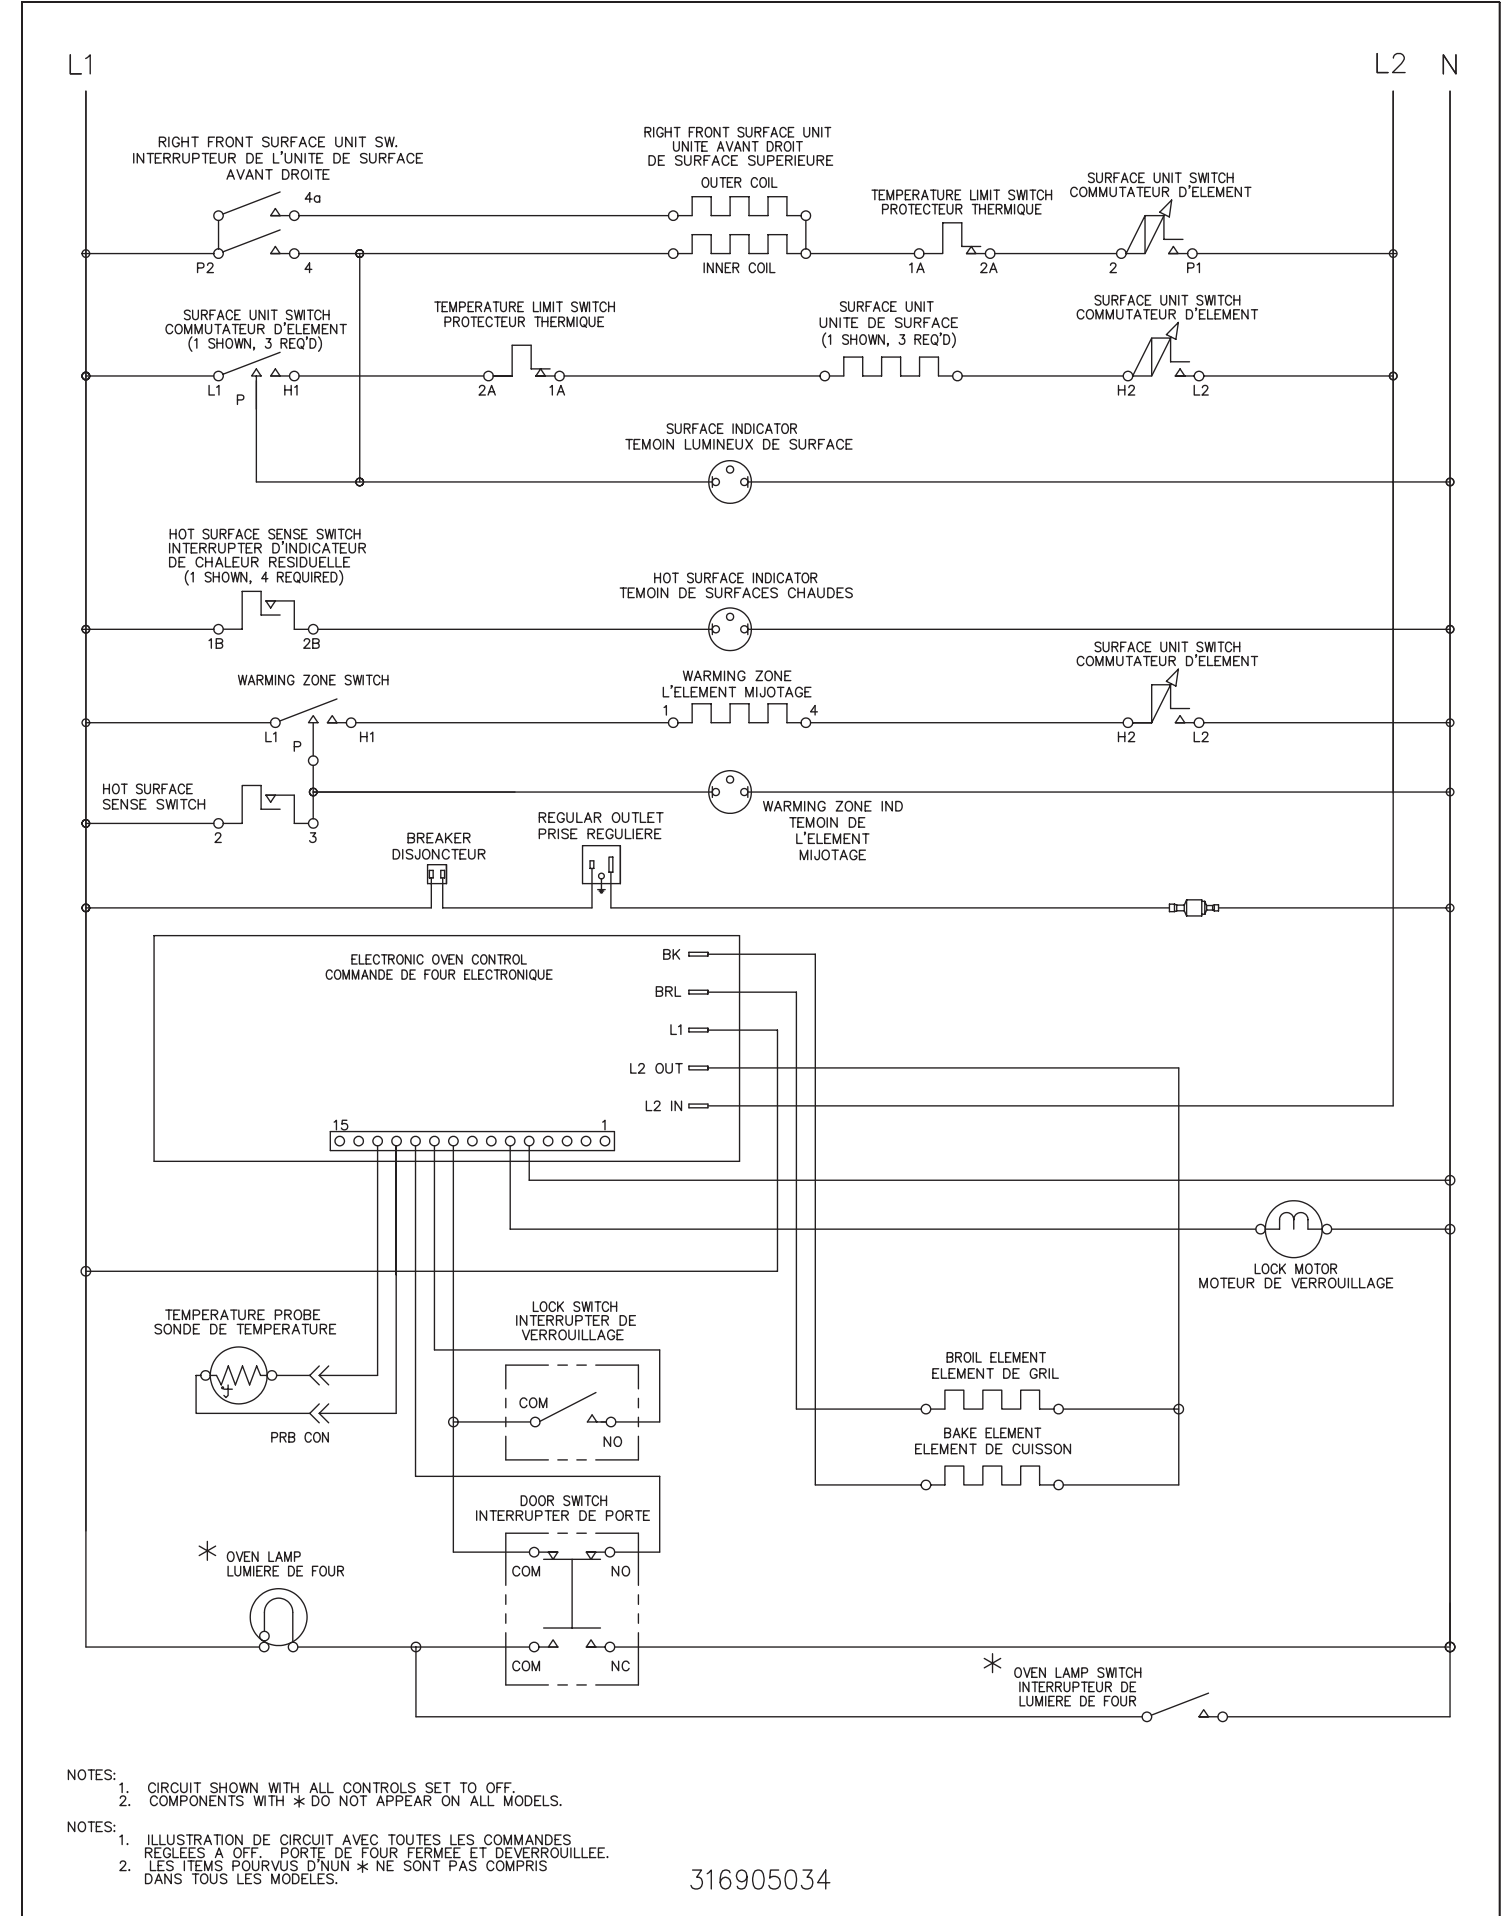 L1
L2 N
RIGHT FRONT SURFACE UNIT SW.
INTERRUPTEUR DE L'UNITE DE SURFACE
AVANT DROITE
4a
P2
4
RIGHT FRONT SURFACE UNIT
UNITE AVANT DROIT
DE SURFACE SUPERIEURE
OUTER COIL
INNER COIL
TEMPERATURE LIMIT SWITCH
PROTECTEUR THERMIQUE
1A
2A
SURFACE UNIT SWITCH
COMMUTATEUR D'ELEMENT
2
P1
SURFACE UNIT SWITCH
COMMUTATEUR D'ELEMENT
(1 SHOWN, 3 REQ'D)
L1
P
H1
TEMPERATURE LIMIT SWITCH
PROTECTEUR THERMIQUE
2A
1A
SURFACE UNIT
UNITE DE SURFACE
(1 SHOWN, 3 REQ'D)
SURFACE UNIT SWITCH
COMMUTATEUR D'ELEMENT
H2
L2
SURFACE INDICATOR
TEMOIN LUMINEUX DE SURFACE
HOT SURFACE SENSE SWITCH
INTERRUPTER D'INDICATEUR
DE CHALEUR RESIDUELLE
(1 SHOWN, 4 REQUIRED)
1B
2B
HOT SURFACE INDICATOR
TEMOIN DE SURFACES CHAUDES
WARMING ZONE SWITCH
L1
P
H1
WARMING ZONE
L'ELEMENT MIJOTAGE
1
4
SURFACE UNIT SWITCH
COMMUTATEUR D'ELEMENT
H2
L2
HOT SURFACE
SENSE SWITCH
2
3
WARMING ZONE IND
TEMOIN DE
L'ELEMENT
MIJOTAGE
BREAKER
DISJONCTEUR
REGULAR OUTLET
PRISE REGULIERE
ELECTRONIC OVEN CONTROL
COMMANDE DE FOUR ELECTRONIQUE
BK
BRL
L1
L2 OUT
L2 IN
15
1
LOCK MOTOR
MOTEUR DE VERROUILLAGE
TEMPERATURE PROBE
SONDE DE TEMPERATURE
PRB CON
LOCK SWITCH
INTERRUPTER DE
VERROUILLAGE
COM
NO
BROIL ELEMENT
ELEMENT DE GRIL
BAKE ELEMENT
ELEMENT DE CUISSON
DOOR SWITCH
INTERRUPTER DE PORTE
COM
NO
COM
NC
* OVEN LAMP
LUMIERE DE FOUR
* OVEN LAMP SWITCH
INTERRUPTEUR DE
LUMIERE DE FOUR
NOTES:
1. CIRCUIT SHOWN WITH ALL CONTROLS SET TO OFF.
2. COMPONENTS WITH * DO NOT APPEAR ON ALL MODELS.
NOTES:
1. ILLUSTRATION DE CIRCUIT AVEC TOUTES LES COMMANDES
REGLEES A OFF. PORTE DE FOUR FERMEE ET DEVERROUILLEE.
2. LES ITEMS POURVUS D'NUN * NE SONT PAS COMPRIS
DANS TOUS LES MODELES.
316905034